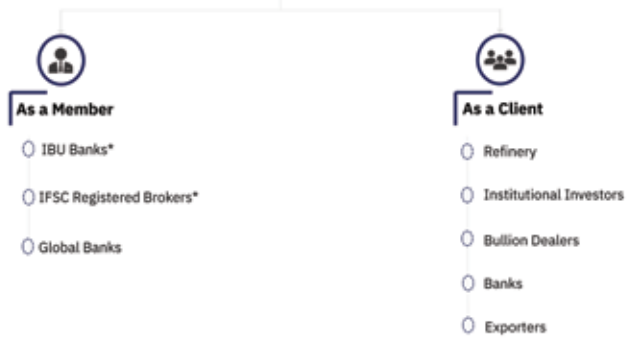 As a Member
IBU Banks*
IFSC Registered Brokers*
Global Banks
As a Client
Refinery
Institutional Investors
Bullion Dealers
Banks
Exporters